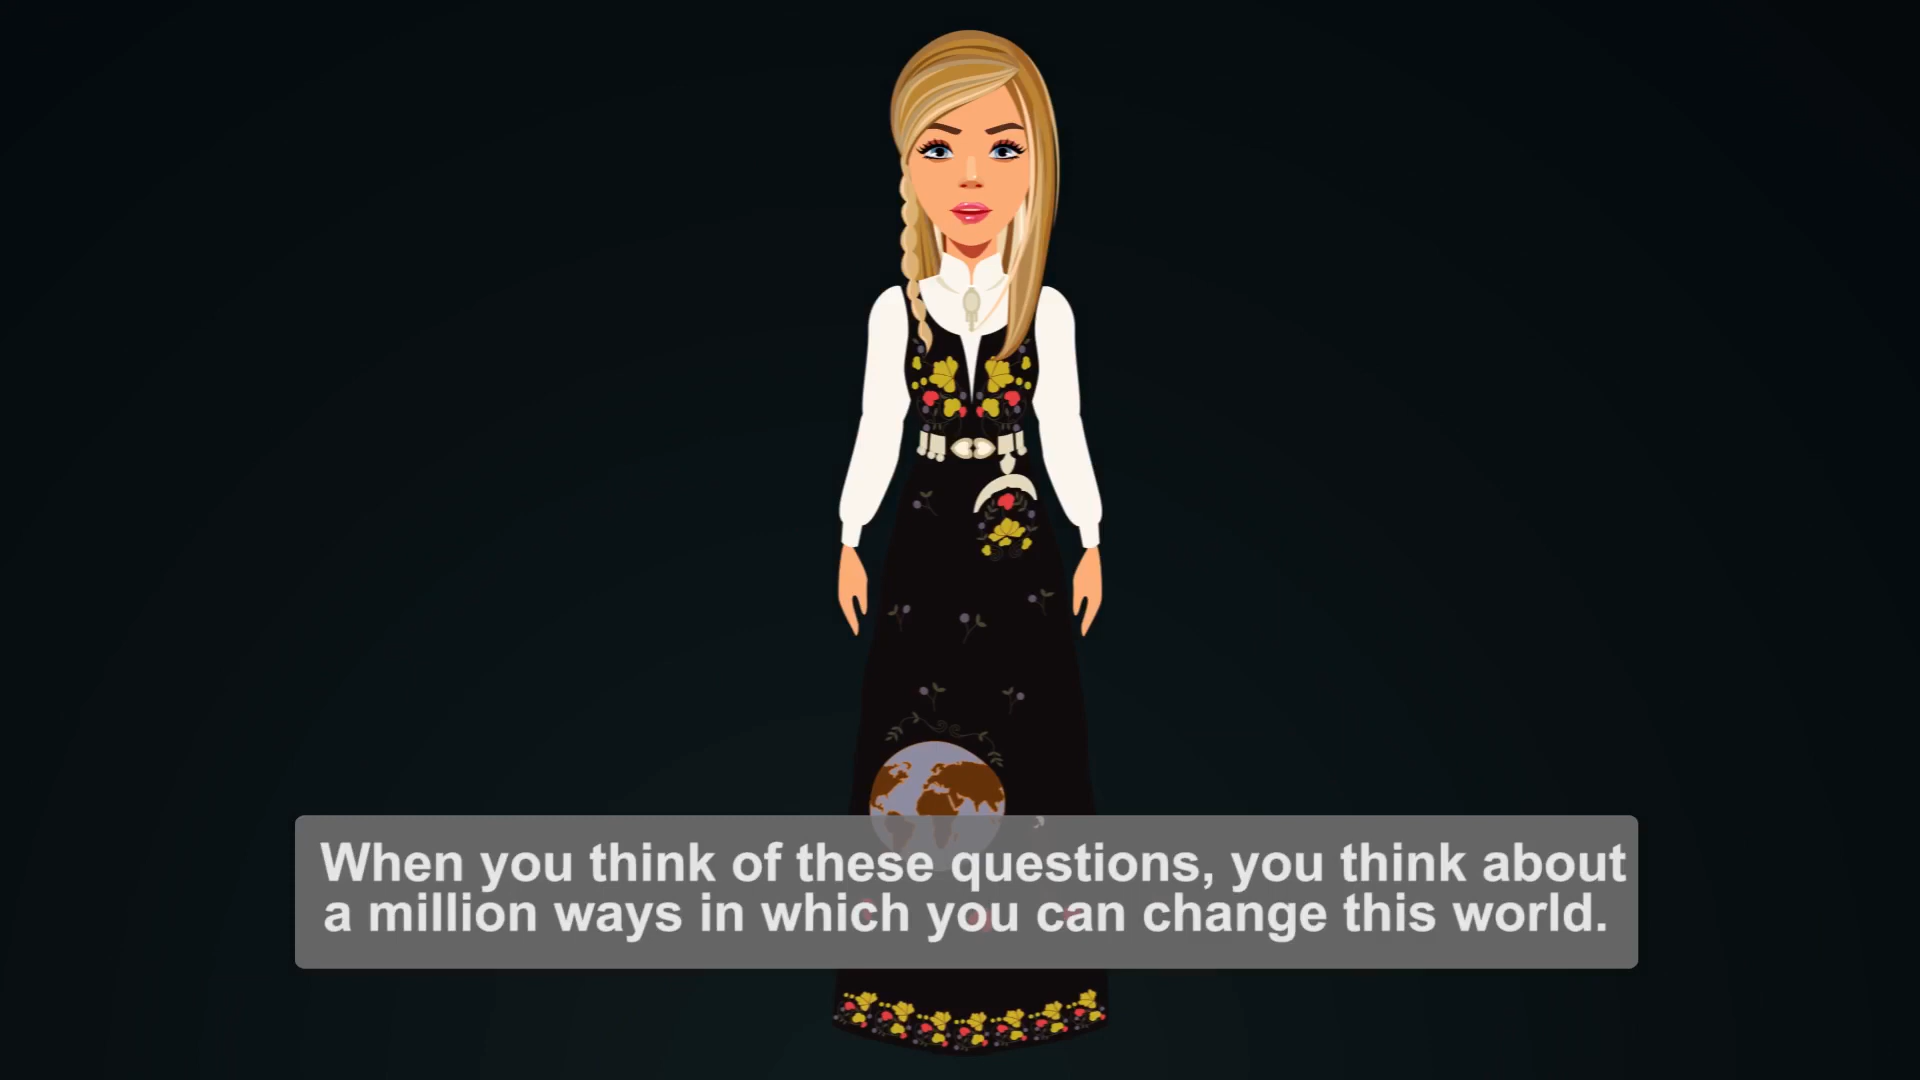 When you think of these questions, you think about
a million ways in which you can change this world.